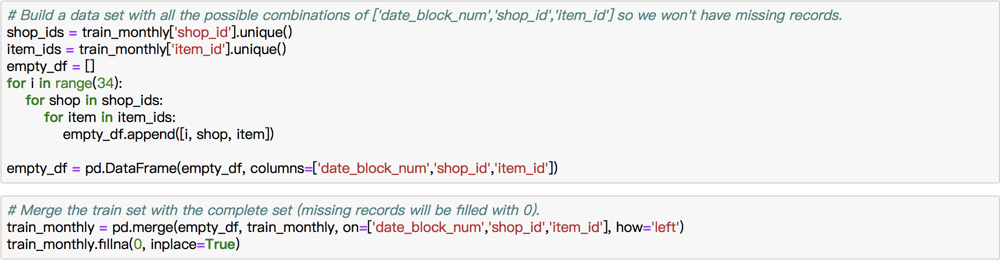 # Build a data set with all the possible combinations of ['date_block_num','shop_id','item_id'] so we won't have missing records.
shop_ids = train_monthly['shop_id'].unique()
item_ids = train_monthly['item_id'].unique()
empty_df = []
for i in range(34):
    for shop in shop_ids:
        for item in item_ids:
            empty_df.append([i, shop, item])
empty_df = pd.DataFrame(empty_df, columns=['date_block_num','shop_id','item_id'])
# Merge the train set with the complete set (missing records will be filled with 0).
train_monthly = pd.merge(empty_df, train_monthly, on=['date_block_num','shop_id','item_id'], how='left')
train_monthly.fillna(0, inplace=True)